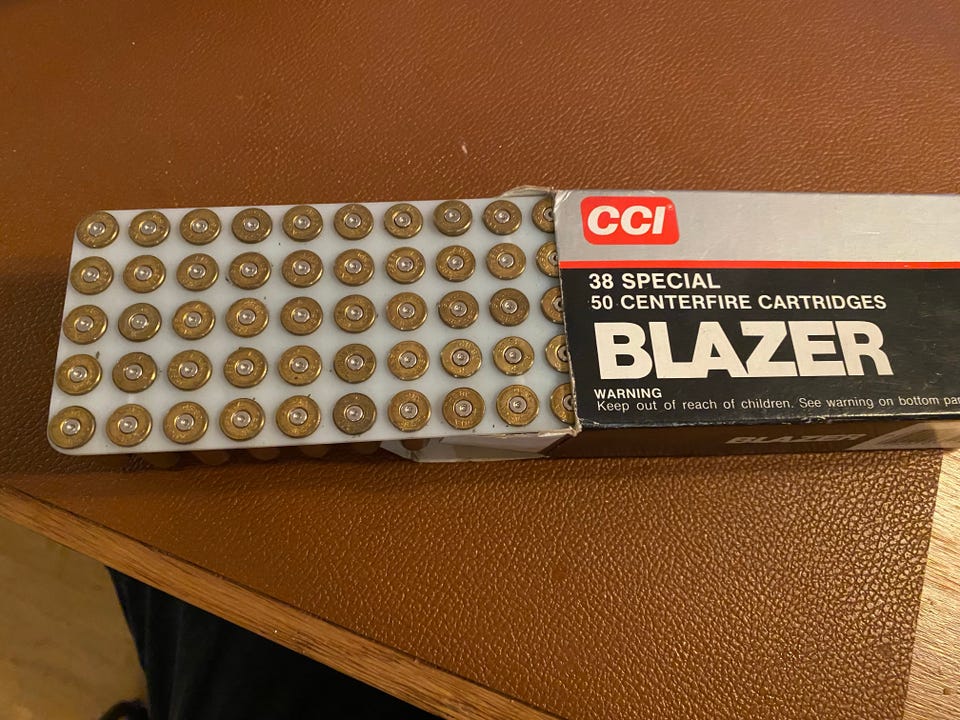 CCI
38 SPECIAL
50 CENTERFIRE CARTRIDGES
BLAZER
WARNING
Keep out of reach of children. See warning on bottom
BLAZER